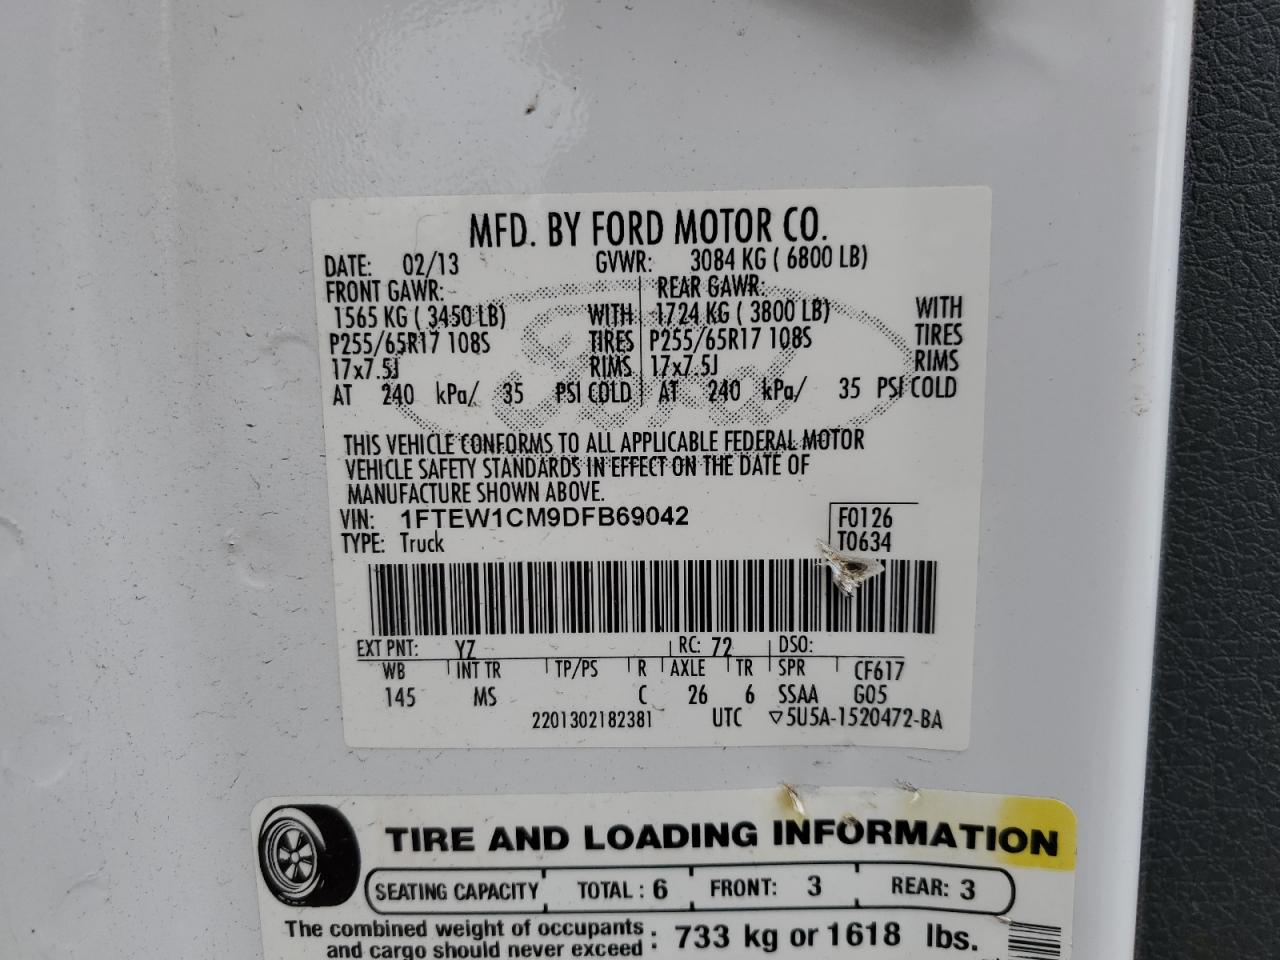 MFD. BY FORD MOTOR CO.
DATE: 02/13 GVWR: 3084 KG ( 6800 LB)
FRONT GAWR: REAR GAWR:
1565 KG ( 3450 LB) WITH 1724 KG ( 3800 LB) WITH
P255/65R17 108S TIRES P255/65R17 108S TIRES
17x7.5J RIMS 17x7.5J RIMS
AT 240 kPa/ 35 PSI COLD AT 240 kPa/ 35 PSI COLD
THIS VEHICLE CONFORMS TO ALL APPLICABLE FEDERAL MOTOR
VEHICLE SAFETY STANDARDS IN EFFECT ON THE DATE OF
MANUFACTURE SHOWN ABOVE.
VIN: 1FTEW1CM9DFB69042 F0126
TYPE: Truck T0634
EXT PNT: YZ RC: 72 DSO:
WB INT TR TP/PS R AXLE TR SPR CF617
145 MS C 26 6 SSAA G05
2201302182381 UTC ▽5U5A-1520472-BA
TIRE AND LOADING INFORMATION
SEATING CAPACITY TOTAL : 6 FRONT: 3 REAR: 3
The combined weight of occupants
and cargo should never exceed : 733 kg or 1618 lbs.